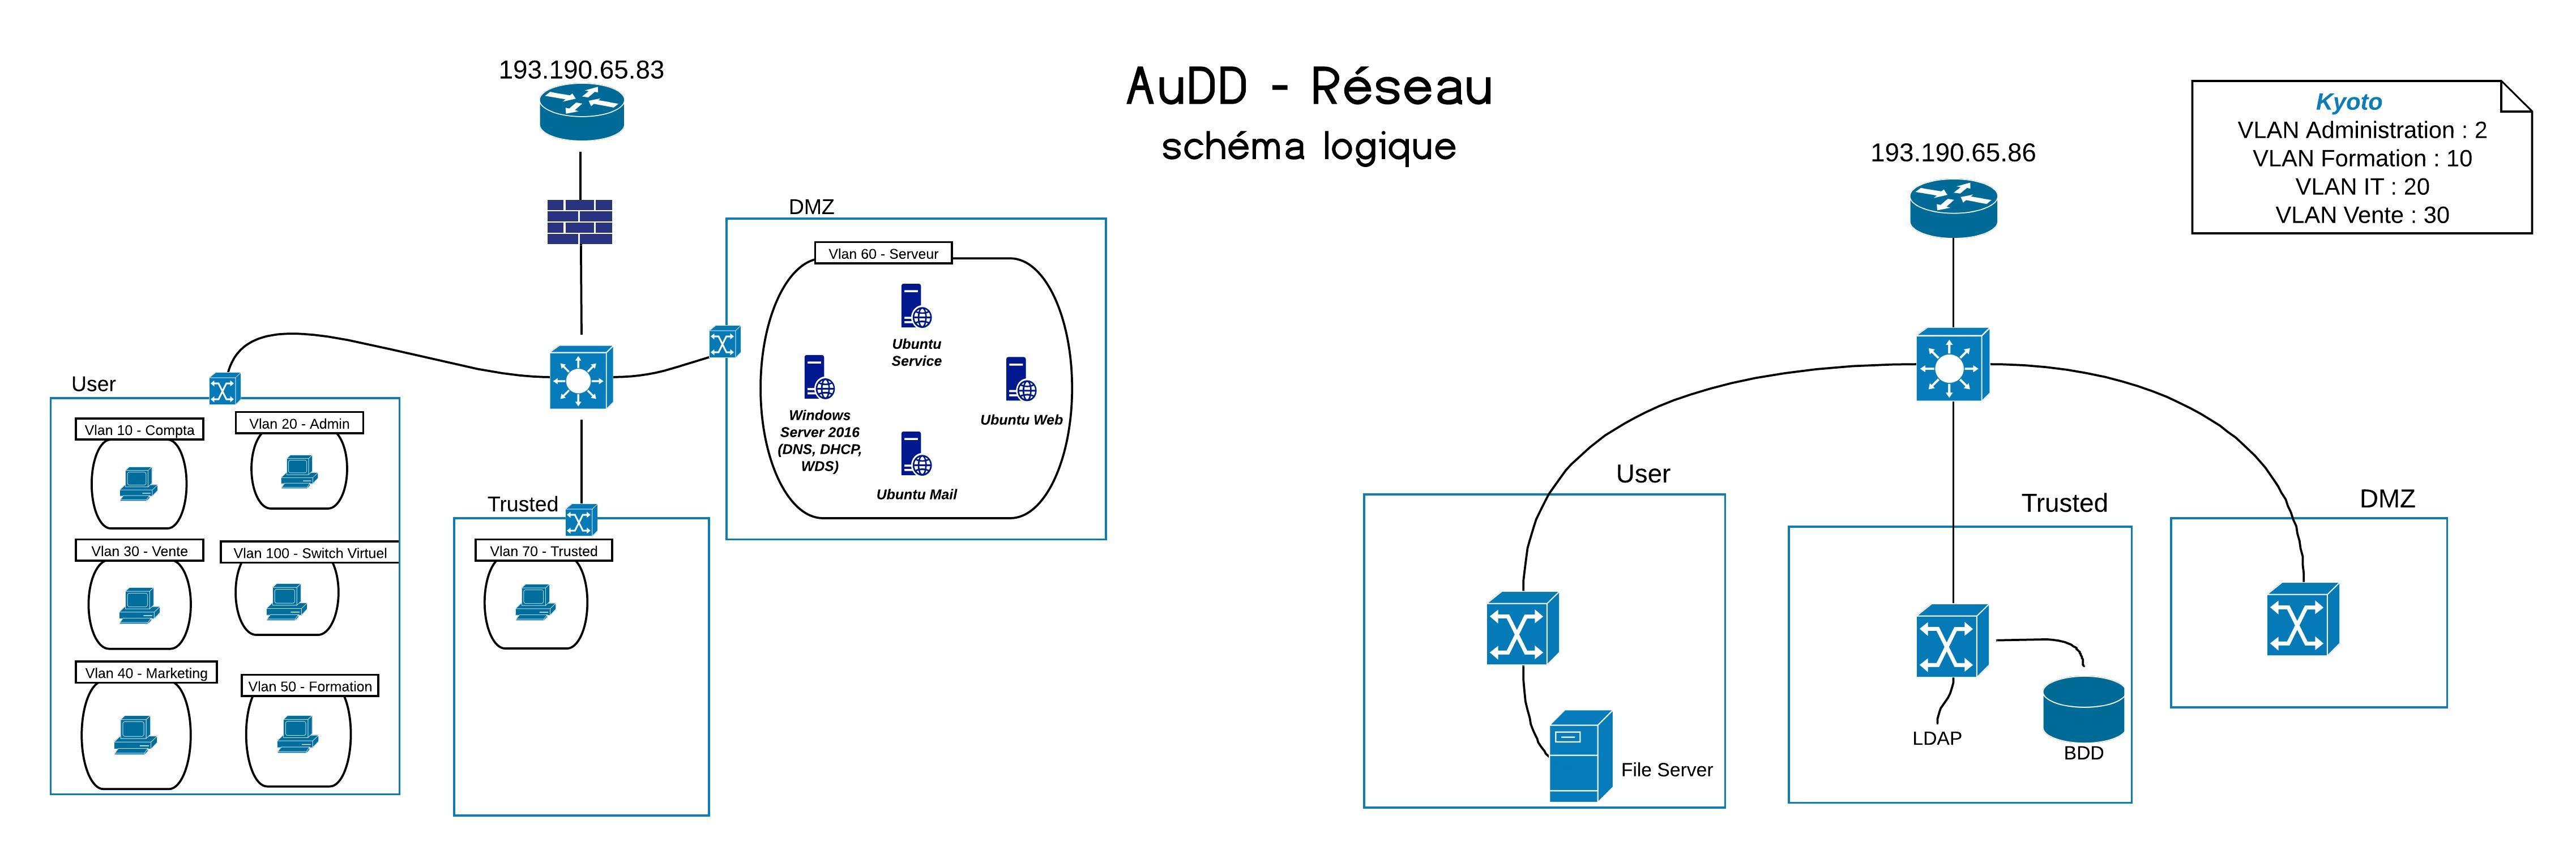 AuDD - Réseau
schéma logique
193.190.65.83
DMZ
Vlan 60 - Serveur
Ubuntu
Service
Windows
Server 2016
(DNS, DHCP,
WDS)
Ubuntu Web
Ubuntu Mail
User
Vlan 10 - Compta
Vlan 20 - Admin
Vlan 30 - Vente
Vlan 100 - Switch Virtuel
Vlan 40 - Marketing
Vlan 50 - Formation
Trusted
Vlan 70 - Trusted
193.190.65.86
Kyoto
VLAN Administration : 2
VLAN Formation : 10
VLAN IT : 20
VLAN Vente : 30
User
File Server
Trusted
LDAP
BDD
DMZ